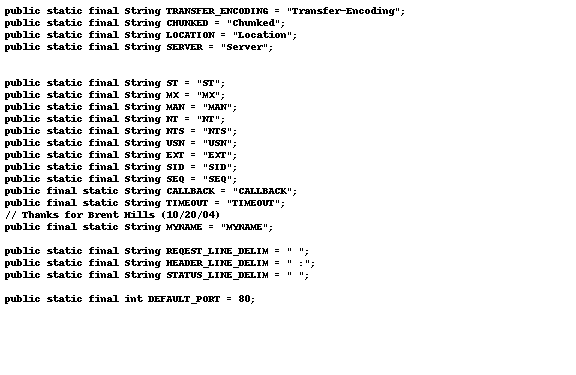 public static final String TRANSFER_ENCODING = "Transfer-Encoding";
public static final String CHUNKED = "Chunked";
public static final String LOCATION = "Location";
public static final String SERVER = "Server";
public static final String ST = "ST";
public static final String MX = "MX";
public static final String MAN = "MAN";
public static final String NT = "NT";
public static final String NTS = "NTS";
public static final String USN = "USN";
public static final String EXT = "EXT";
public static final String SID = "SID";
public static final String SEQ = "SEQ";
public final static String CALLBACK = "CALLBACK";
public final static String TIMEOUT = "TIMEOUT";
// Thanks for Brent Hills (10/20/04)
public final static String MYNAME = "MYNAME";
public static final String REQEST_LINE_DELIM = " ";
public static final String HEADER_LINE_DELIM = " :";
public static final String STATUS_LINE_DELIM = " ";
public static final int DEFAULT_PORT = 80;